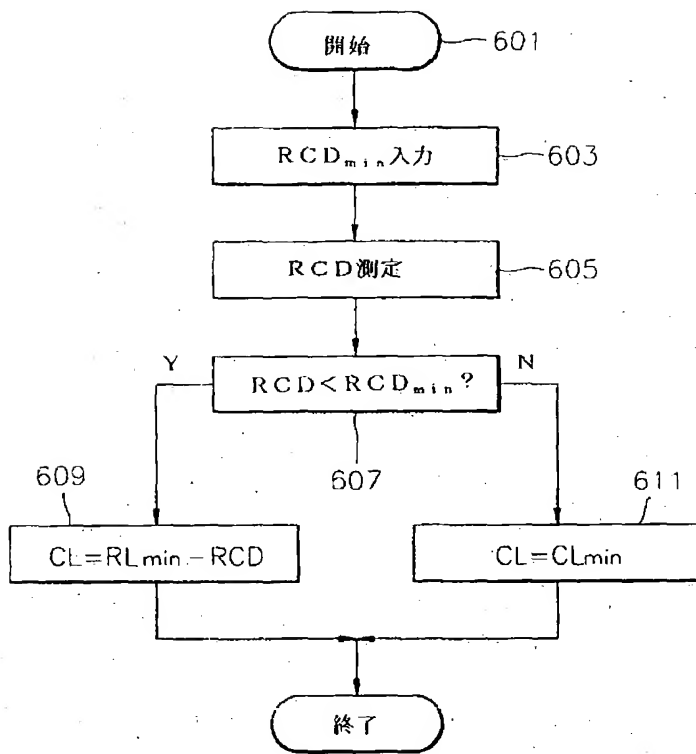 開始
601
RCDmin入力
603
RCD測定
605
Y
N
RCD<RCDmin?
607
609
611
CL=RLmin-RCD
CL=CLmin
終了